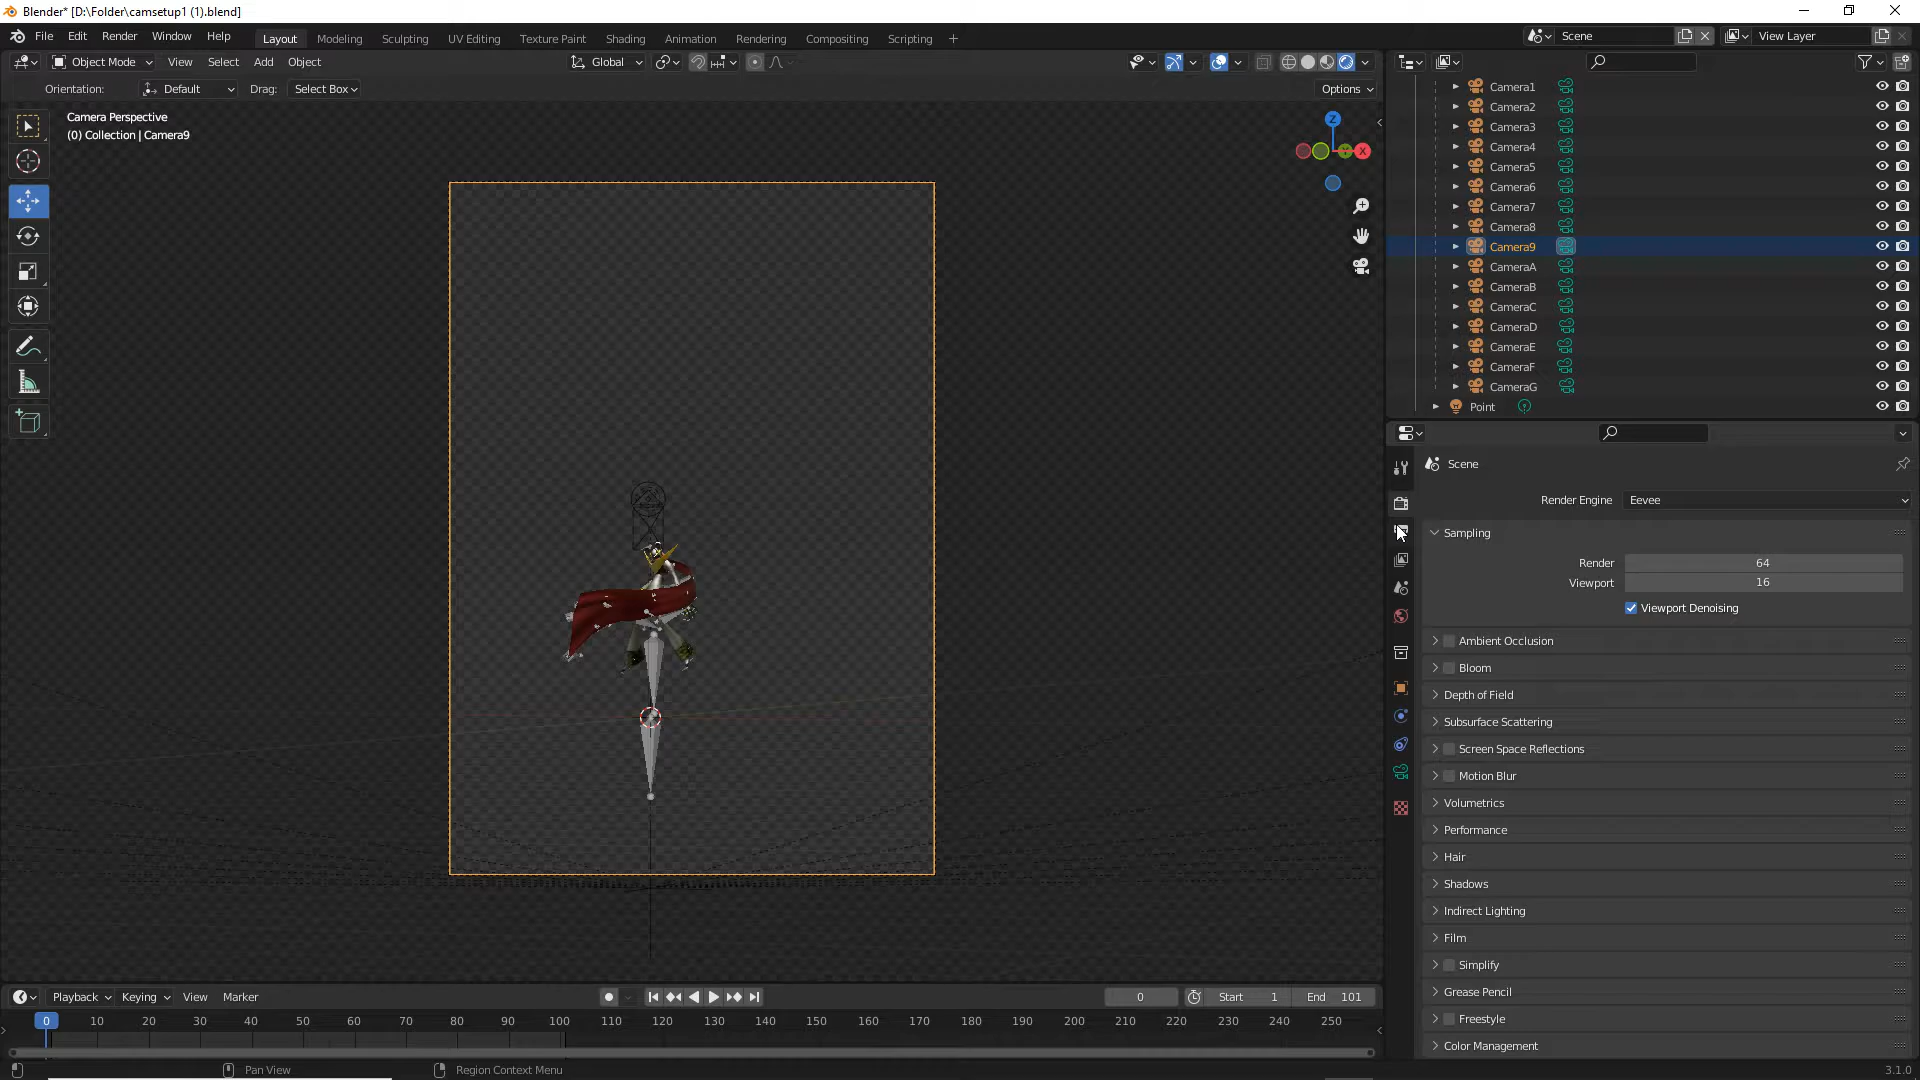 Blender* [D:\Folder\camsetup1 (1).blend]
File Edit Render Window Help
Layout Modeling Sculpting UV Editing Texture Paint Shading Animation Rendering Compositing Scripting +
Scene
View Layer
Object Mode View Select Add Object
Global
Orientation: Default Drag: Select Box
Options
Camera Perspective
(0) Collection | Camera9
Z
X
Camera1
Camera2
Camera3
Camera4
Camera5
Camera6
Camera7
Camera8
Camera9
CameraA
CameraB
CameraC
CameraD
CameraE
CameraF
CameraG
Point
Scene
Render Engine Eevee
Sampling
Render 64
Viewport 16
Viewport Denoising
Ambient Occlusion
Bloom
Depth of Field
Subsurface Scattering
Screen Space Reflections
Motion Blur
Volumetrics
Performance
Hair
Shadows
Indirect Lighting
Film
Simplify
Grease Pencil
Freestyle
Color Management
Playback Keying View Marker
0 Start 1 End 101
0 10 20 30 40 50 60 70 80 90 100 110 120 130 140 150 160 170 180 190 200 210 220 230 240 250
Pan View
Region Context Menu
3.1.0